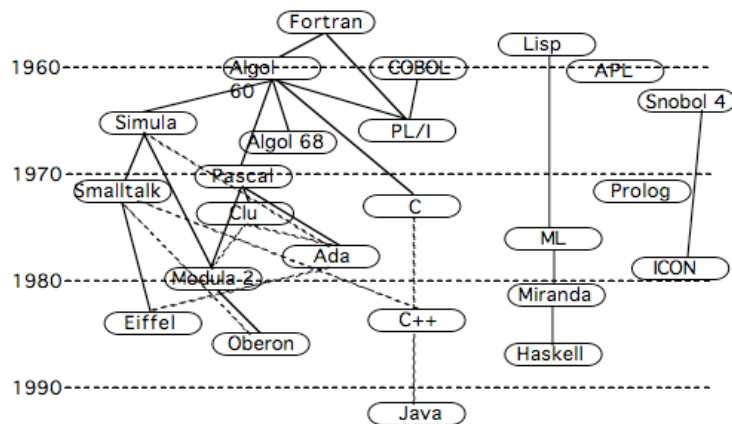 Fortran
Lisp
1960
Algol
60
COBOL
APL
Snobol 4
Simula
Algol 68
PL/I
1970
Pascal
Smalltalk
Prolog
Clu
C
ML
Ada
ICON
1980
Modula-2
Miranda
Eiffel
C++
Oberon
Haskell
1990
Java